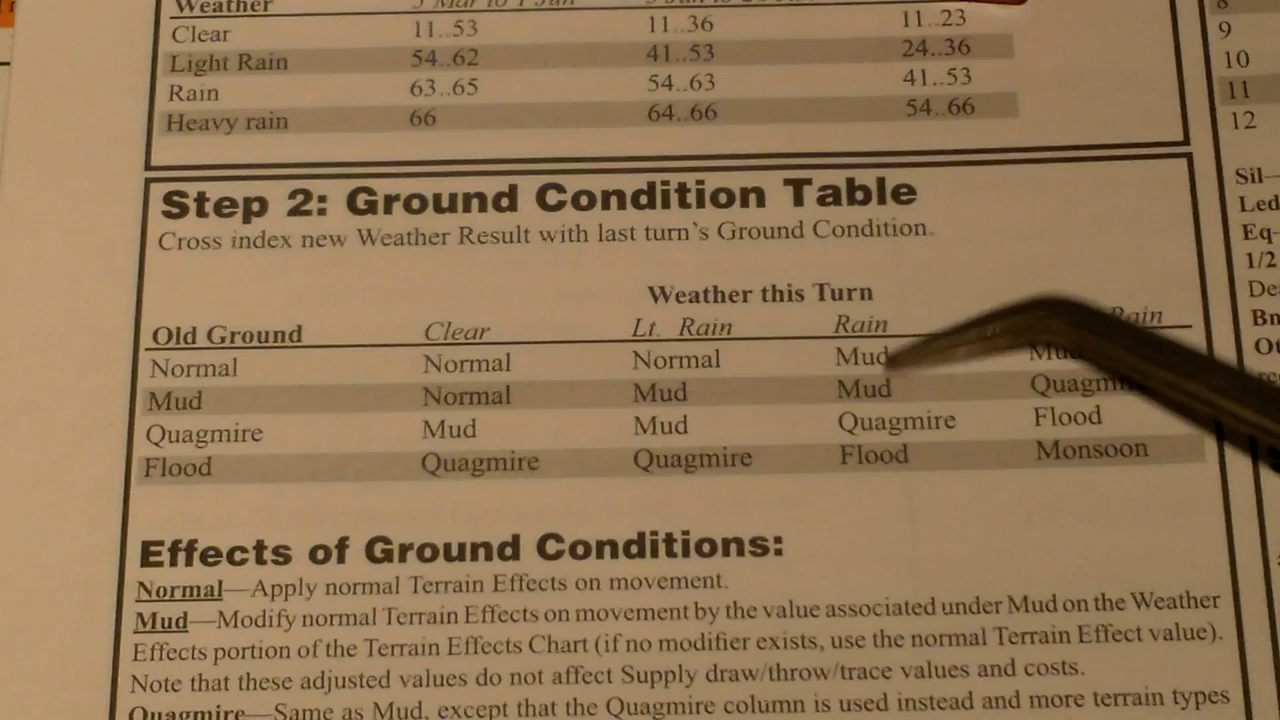 Weather
Clear 11..53 11..36 11..23
Light Rain 54..62 41..53 24..36
Rain 63..65 54..63 41..53
Heavy rain 66 64..66 54..66
Step 2: Ground Condition Table
Cross index new Weather Result with last turn's Ground Condition.
Weather this Turn
Old Ground Clear Lt. Rain Rain Rain
Normal Normal Normal Mud Mud
Mud Normal Mud Mud Quagmire
Quagmire Mud Mud Quagmire Flood
Flood Quagmire Quagmire Flood Monsoon
Effects of Ground Conditions:
Normal—Apply normal Terrain Effects on movement.
Mud—Modify normal Terrain Effects on movement by the value associated under Mud on the Weather
Effects portion of the Terrain Effects Chart (if no modifier exists, use the normal Terrain Effect value).
Note that these adjusted values do not affect Supply draw/throw/trace values and costs.
Quagmire—Same as Mud, except that the Quagmire column is used instead and more terrain types
8
9
10
11
12
Sil—
Led
Eq-
1/2
De
Bn
Ot